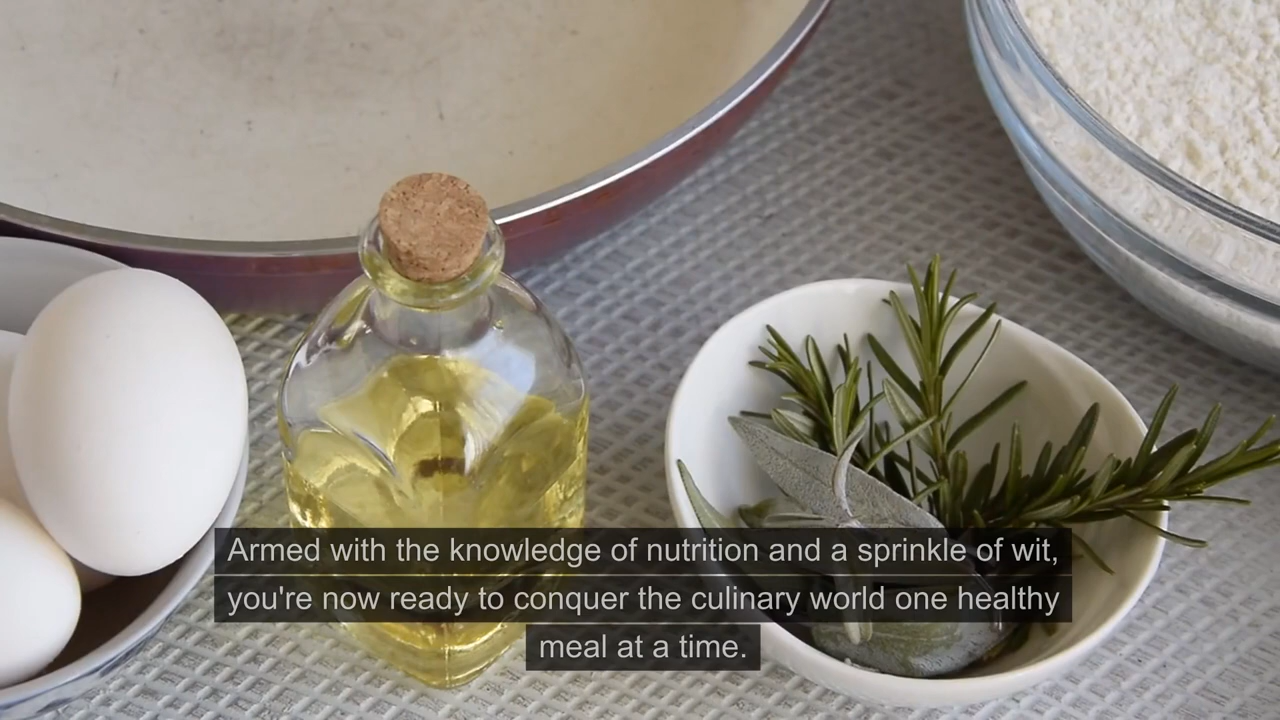 Armed with the knowledge of nutrition and a sprinkle of wit,
you're now ready to conquer the culinary world one healthy
meal at a time.